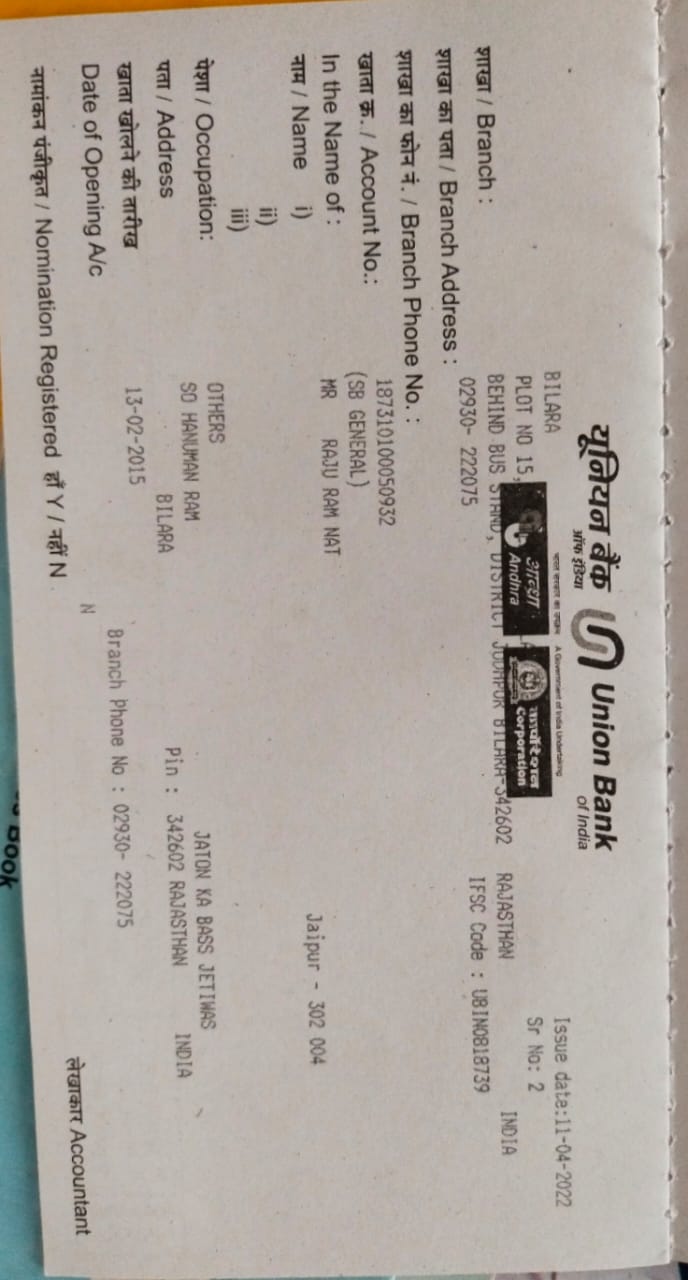 यूनियन बैंक Union Bank
ऑफ इंडिया of India
भारत सरकार का उपक्रम A Government of India Undertaking
आन्ध्रा Andhra
कार्पोरेशन Corporation
Issue date:11-04-2022
Sr No: 2
शाखा / Branch : BILARA
PLOT NO 15,
शाखा का पता / Branch Address : BEHIND BUS STAND, DISTRICT JODHPUR BILARA-342602 RAJASTHAN INDIA
02930- 222075 IFSC Code : UBIN0818739
शाखा का फोन नं. / Branch Phone No. :
खाता क्र.. / Account No.: 187310100050932
(SB GENERAL)
In the Name of : MR RAJU RAM NAT
नाम / Name i) Jaipur - 302 004
ii)
iii)
पेशा / Occupation: OTHERS
SO HANUMAN RAM JATON KA BASS JETIWAS
पता / Address BILARA Pin : 342602 RAJASTHAN INDIA
खाता खोलने की तारीख 13-02-2015
Date of Opening A/c Branch Phone No : 02930- 222075
नामांकन पंजीकृत / Nomination Registered हाँ Y / नहीं N N
लेखाकार Accountant
Book